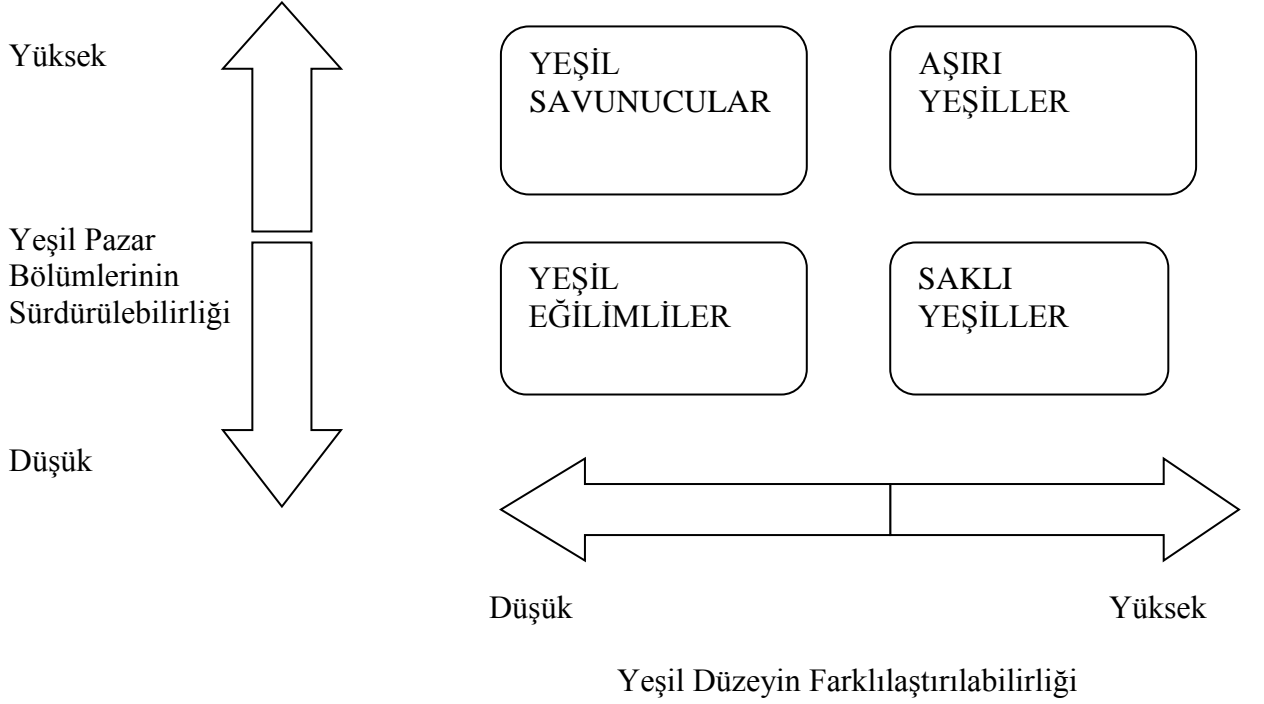 Yüksek
YEŞİL
SAVUNUCULAR
AŞIRI
YEŞİLLER
Yeşil Pazar
Bölümlerinin
Sürdürülebilirliği
YEŞİL
EĞİLİMLİLER
SAKLI
YEŞİLLER
Düşük
Düşük
Yüksek
Yeşil Düzeyin Farklılaştırılabilirliği